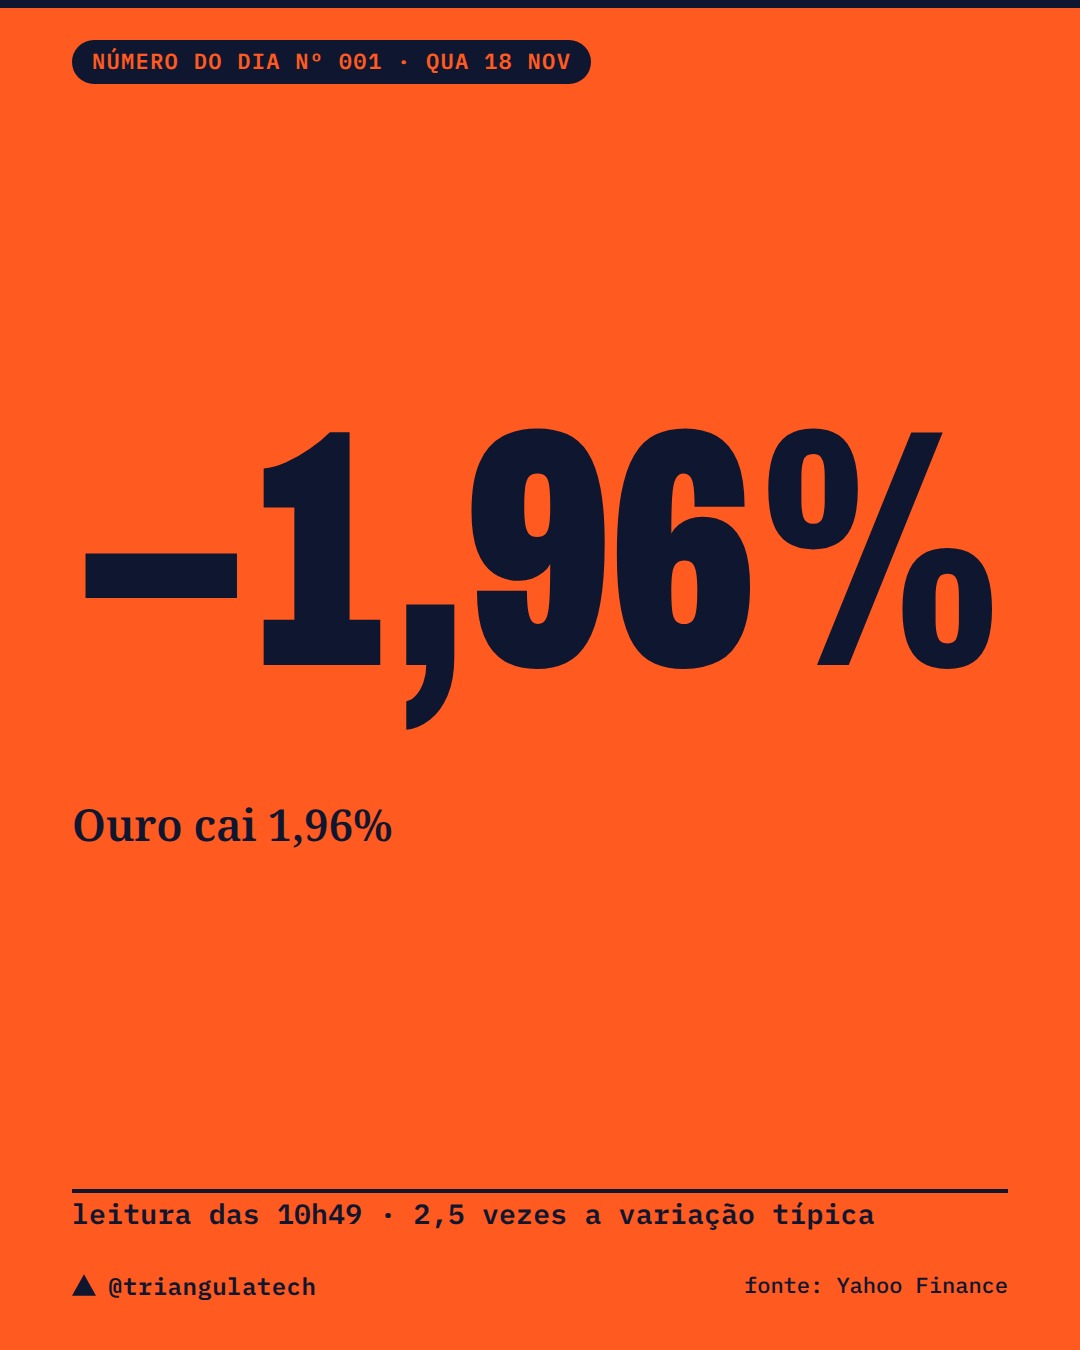 NÚMERO DO DIA Nº 001 · QUA 18 NOV
−1,96%
Ouro cai 1,96%
leitura das 10h49 · 2,5 vezes a variação típica
@triangulatech
fonte: Yahoo Finance